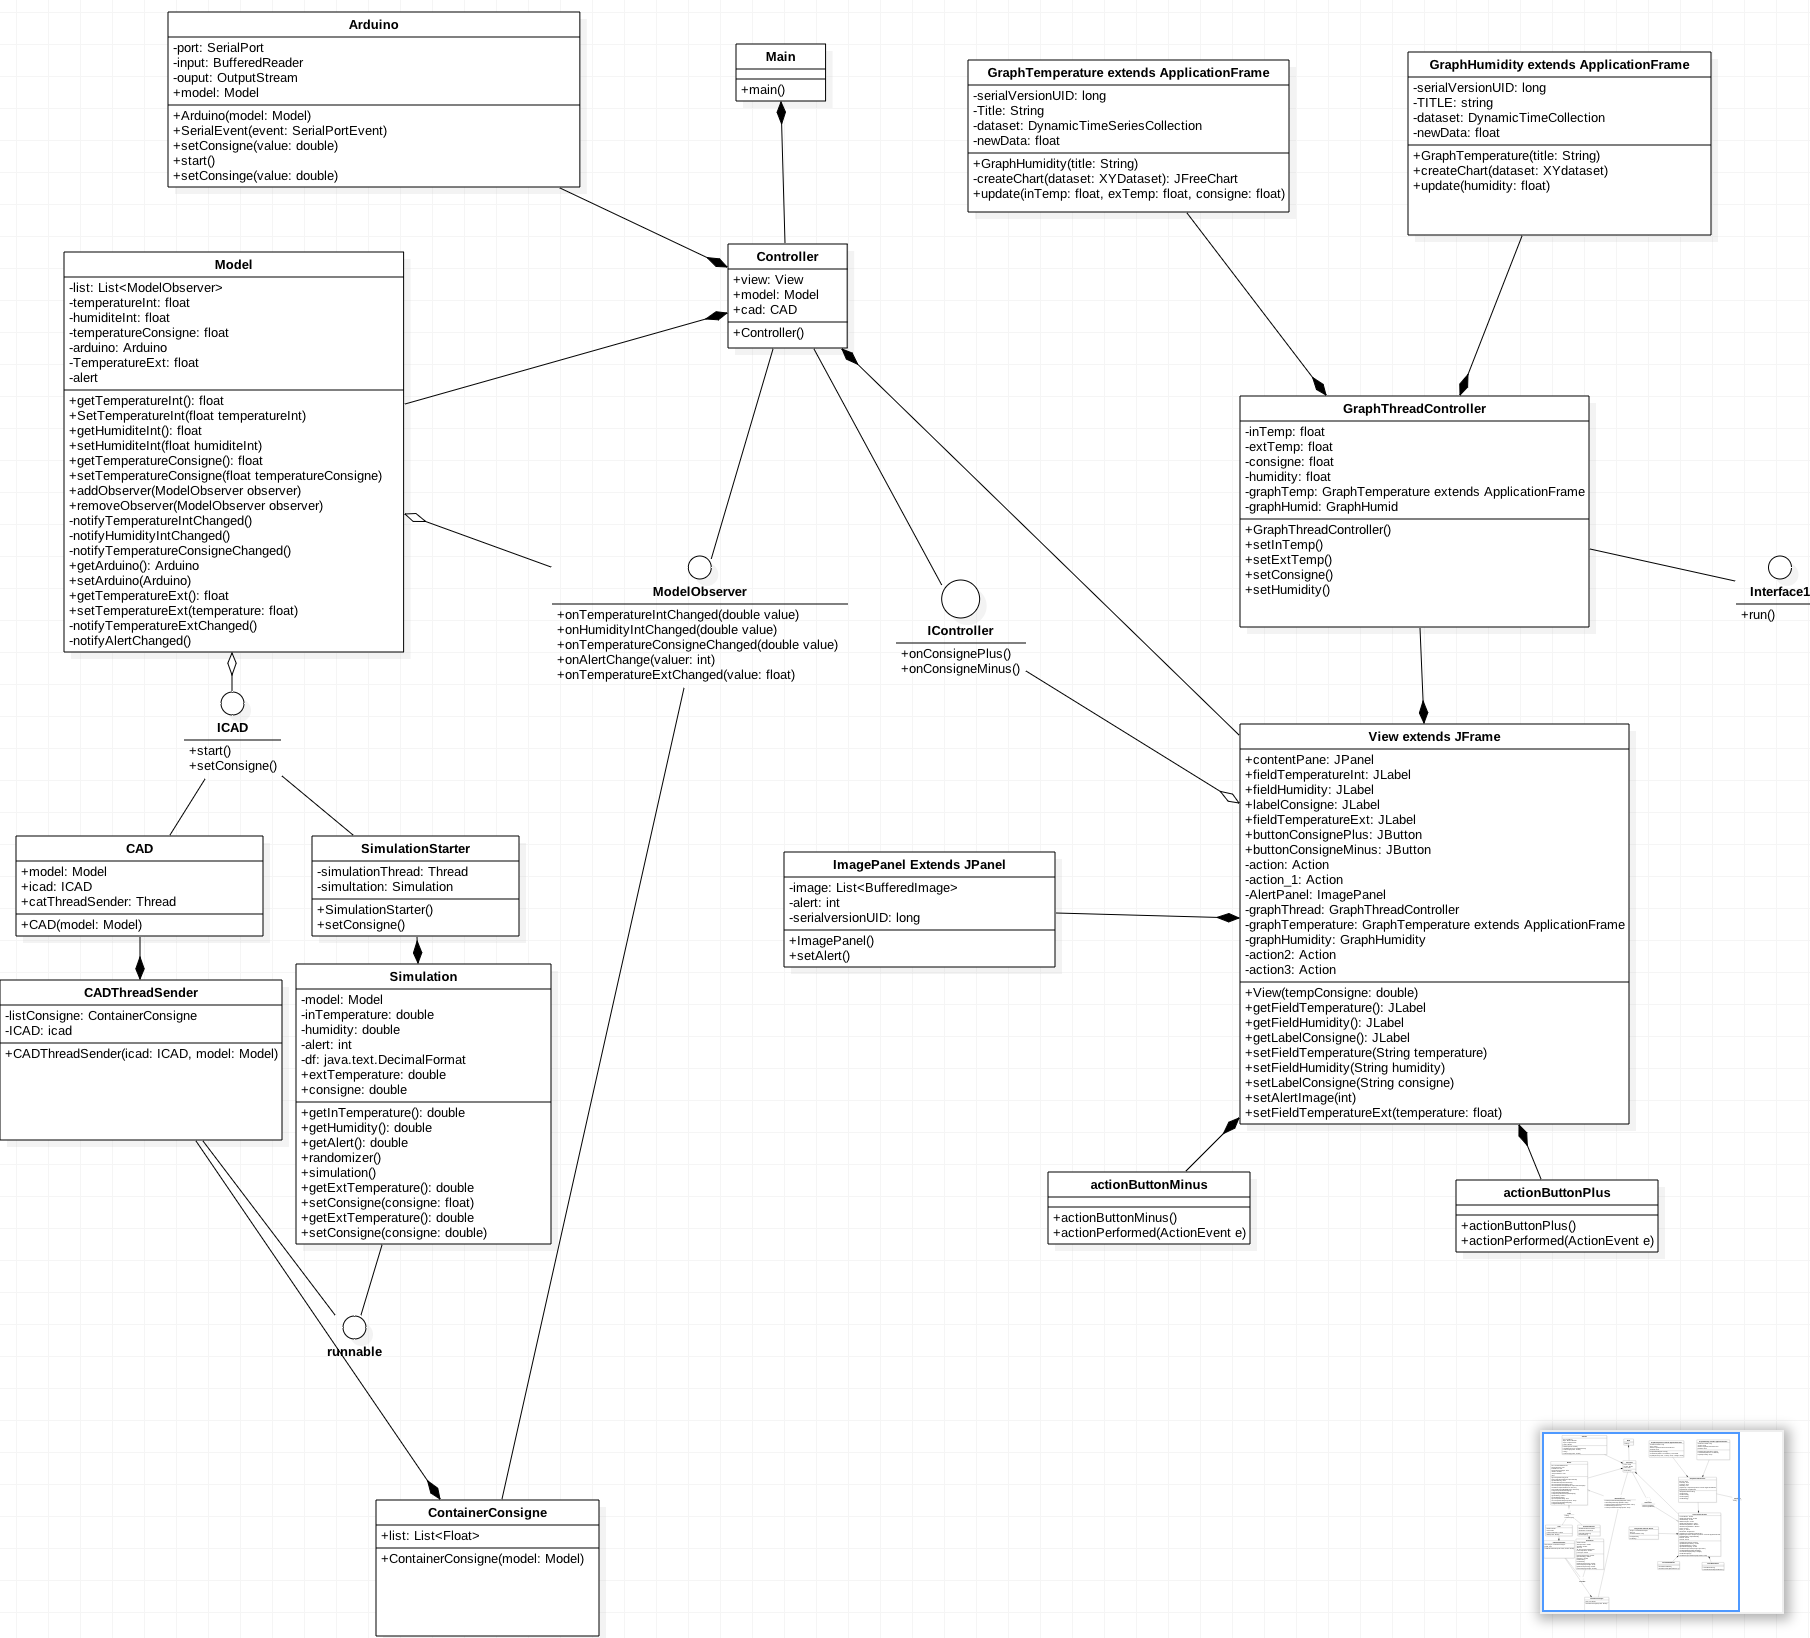 Arduino
-port: SerialPort
-input: BufferedReader
-ouput: OutputStream
-model: Model
+Arduino(model: Model)
+SerialEvent(event: SerialPortEvent)
+setConsigne(value: double)
+start()
+setConsinge(value: double)
Main
+main()
GraphTemperature extends ApplicationFrame
-serialVersionUID: long
-Title: String
-dataset: DynamicTimeSeriesCollection
-newData: float
+GraphHumidity(title: String)
-createChart(dataset: XYDataset): JFreeChart
+update(inTemp: float, exTemp: float, consigne: float)
GraphHumidity extends ApplicationFrame
-serialVersionUID: long
-TITLE: string
-dataset: DynamicTimeCollection
-newData: float
+GraphTemperature(title: String)
+createChart(dataset: XYdataset)
+update(humidity: float)
Model
-list: List<ModelObserver>
-temperatureInt: float
-humiditeInt: float
-temperatureConsigne: float
-arduino: Arduino
-TemperatureExt: float
-alert
+getTemperatureInt(): float
+SetTemperatureInt(float temperatureInt)
+getHumiditeInt(): float
+setHumiditeInt(float humiditeInt)
+getTemperatureConsigne(): float
+setTemperatureConsigne(float temperatureConsigne)
+addObserver(ModelObserver observer)
+removeObserver(ModelObserver observer)
-notifyTemperatureIntChanged()
-notifyHumidityIntChanged()
-notifyTemperatureConsigneChanged()
+getArduino(): Arduino
+setArduino(Arduino)
+getTemperatureExt(): float
+setTemperatureExt(temperature: float)
-notifyTemperatureExtChanged()
-notifyAlertChanged()
Controller
+view: View
+model: Model
+cad: CAD
+Controller()
GraphThreadController
-inTemp: float
-extTemp: float
-consigne: float
-humidity: float
-graphTemp: GraphTemperature extends ApplicationFrame
-graphHumid: GraphHumid
+GraphThreadController()
+setInTemp()
+setExtTemp()
+setConsigne()
+setHumidity()
Interface1
+run()
ModelObserver
+onTemperatureIntChanged(double value)
+onHumidityIntChanged(double value)
+onTemperatureConsigneChanged(double value)
+onAlertChange(valuer: int)
+onTemperatureExtChanged(value: float)
IController
+onConsignePlus()
+onConsigneMinus()
ICAD
+start()
+setConsigne()
CAD
+model: Model
+icad: ICAD
+catThreadSender: Thread
+CAD(model: Model)
SimulationStarter
-simulationThread: Thread
-simultation: Simulation
+SimulationStarter()
+setConsigne()
View extends JFrame
+contentPane: JPanel
+fieldTemperatureInt: JLabel
+fieldHumidity: JLabel
+labelConsigne: JLabel
+fieldTemperatureExt: JLabel
+buttonConsignePlus: JButton
+buttonConsigneMinus: JButton
-action: Action
-action_1: Action
-AlertPanel: ImagePanel
-graphThread: GraphThreadController
-graphTemperature: GraphTemperature extends ApplicationFrame
-graphHumidity: GraphHumidity
-action2: Action
-action3: Action
+View(tempConsigne: double)
+getFieldTemperature(): JLabel
+getFieldHumidity(): JLabel
+getLabelConsigne(): JLabel
+setFieldTemperature(String temperature)
+setFieldHumidity(String humidity)
+setLabelConsigne(String consigne)
+setAlertImage(int)
+setFieldTemperatureExt(temperature: float)
ImagePanel Extends JPanel
-image: List<BufferedImage>
-alert: int
-serialversionUID: long
+ImagePanel()
+setAlert()
CADThreadSender
-listConsigne: ContainerConsigne
-ICAD: icad
+CADThreadSender(icad: ICAD, model: Model)
Simulation
-model: Model
-inTemperature: double
-humidity: double
-alert: int
-df: java.text.DecimalFormat
+extTemperature: double
+consigne: double
+getInTemperature(): double
+getHumidity(): double
+getAlert(): double
+randomizer()
+simulation()
+getExtTemperature(): double
+setConsigne(consigne: float)
+getExtTemperature(): double
+setConsigne(consigne: double)
actionButtonMinus
+actionButtonMinus()
+actionPerformed(ActionEvent e)
actionButtonPlus
+actionButtonPlus()
+actionPerformed(ActionEvent e)
runnable
ContainerConsigne
+list: List<Float>
+ContainerConsigne(model: Model)